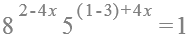 8^{2-4x} 5^{(1-3)+4x} =1